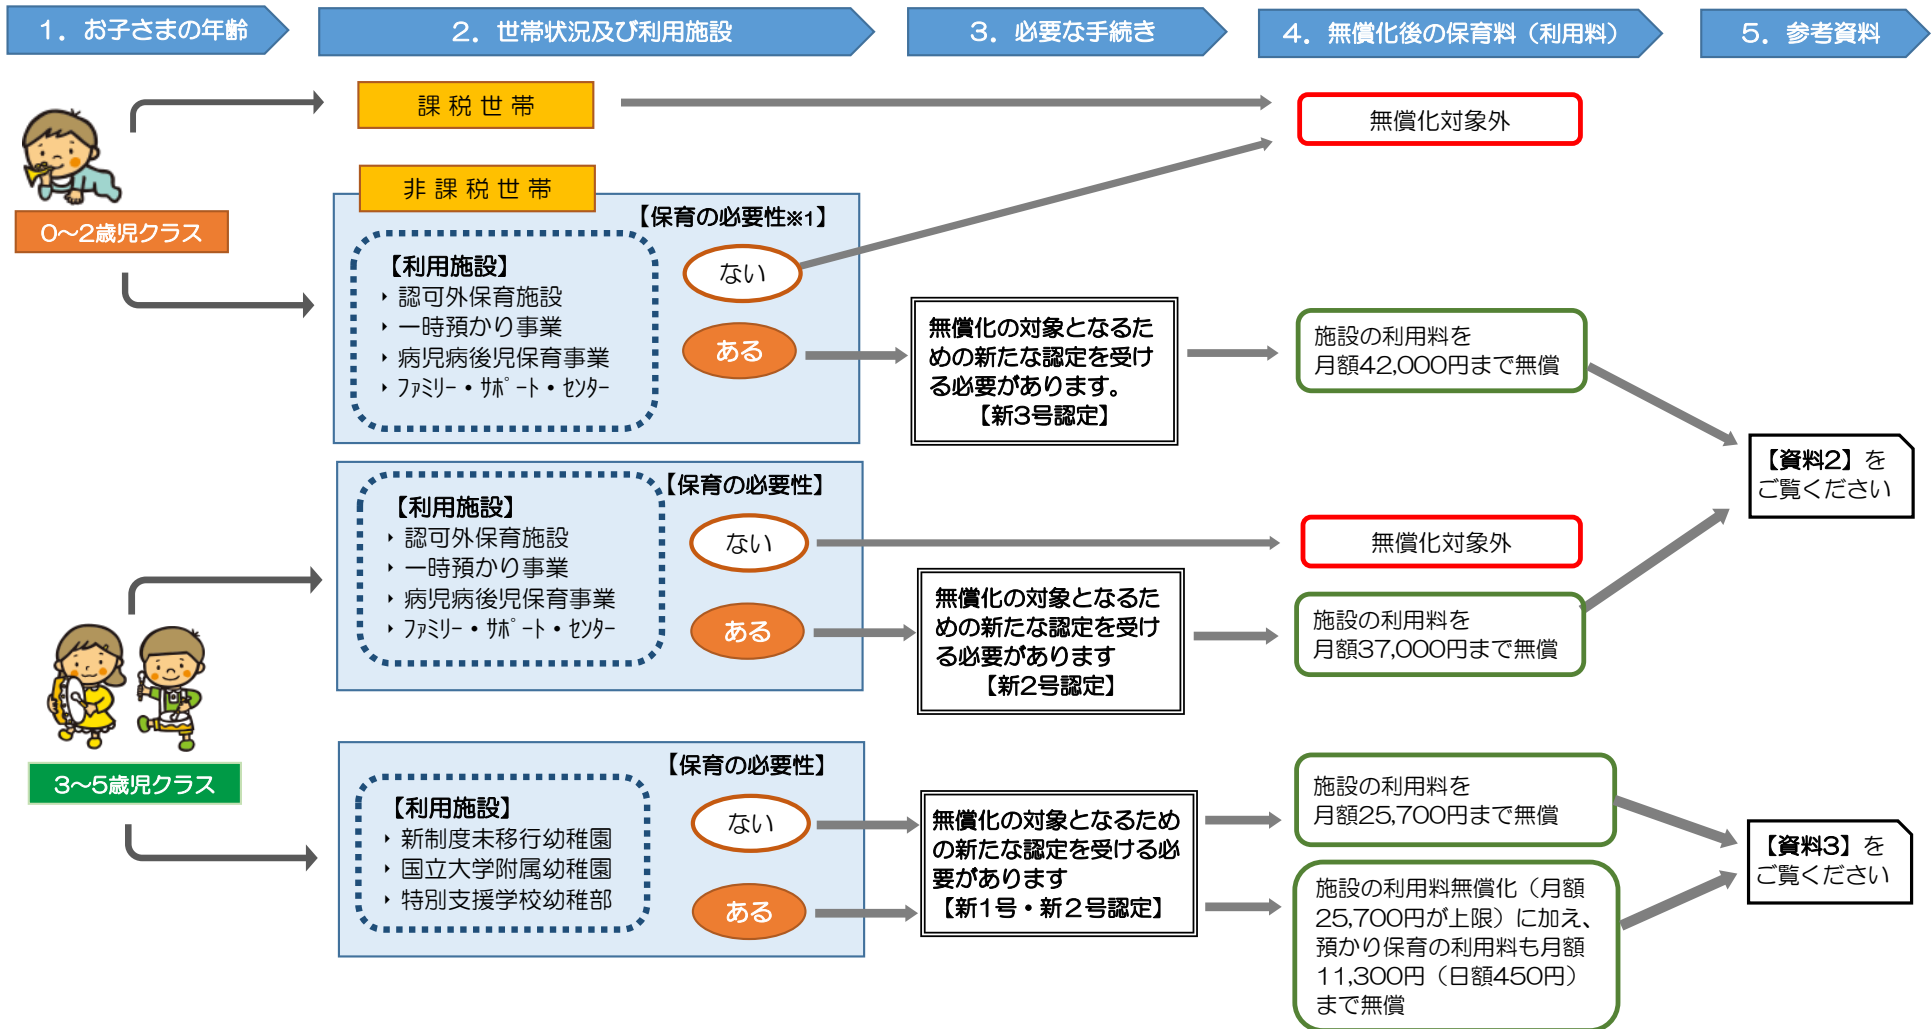 1．お子さまの年齢
2．世帯状況及び利用施設
3．必要な手続き
4．無償化後の保育料（利用料）
5．参考資料
課税世帯
無償化対象外
非課税世帯
0～2歳児クラス
【保育の必要性※1】
【利用施設】
‣ 認可外保育施設
‣ 一時預かり事業
‣ 病児病後児保育事業
‣ ﾌｧﾐﾘｰ・ｻﾎﾟｰﾄ・ｾﾝﾀｰ
ない
ある
無償化の対象となるた
めの新たな認定を受け
る必要があります。
【新3号認定】
施設の利用料を
月額42,000円まで無償
【資料2】を
ご覧ください
【保育の必要性】
【利用施設】
‣ 認可外保育施設
‣ 一時預かり事業
‣ 病児病後児保育事業
‣ ﾌｧﾐﾘｰ・ｻﾎﾟｰﾄ・ｾﾝﾀｰ
ない
ある
無償化対象外
無償化の対象となるた
めの新たな認定を受け
る必要があります
【新2号認定】
施設の利用料を
月額37,000円まで無償
3～5歳児クラス
【保育の必要性】
【利用施設】
‣ 新制度未移行幼稚園
‣ 国立大学附属幼稚園
‣ 特別支援学校幼稚部
ない
ある
無償化の対象となるため
の新たな認定を受ける必
要があります
【新1号・新２号認定】
施設の利用料を
月額25,700円まで無償
施設の利用料無償化（月額
25,700円が上限）に加え、
預かり保育の利用料も月額
11,300円（日額450円）
まで無償
【資料3】を
ご覧ください